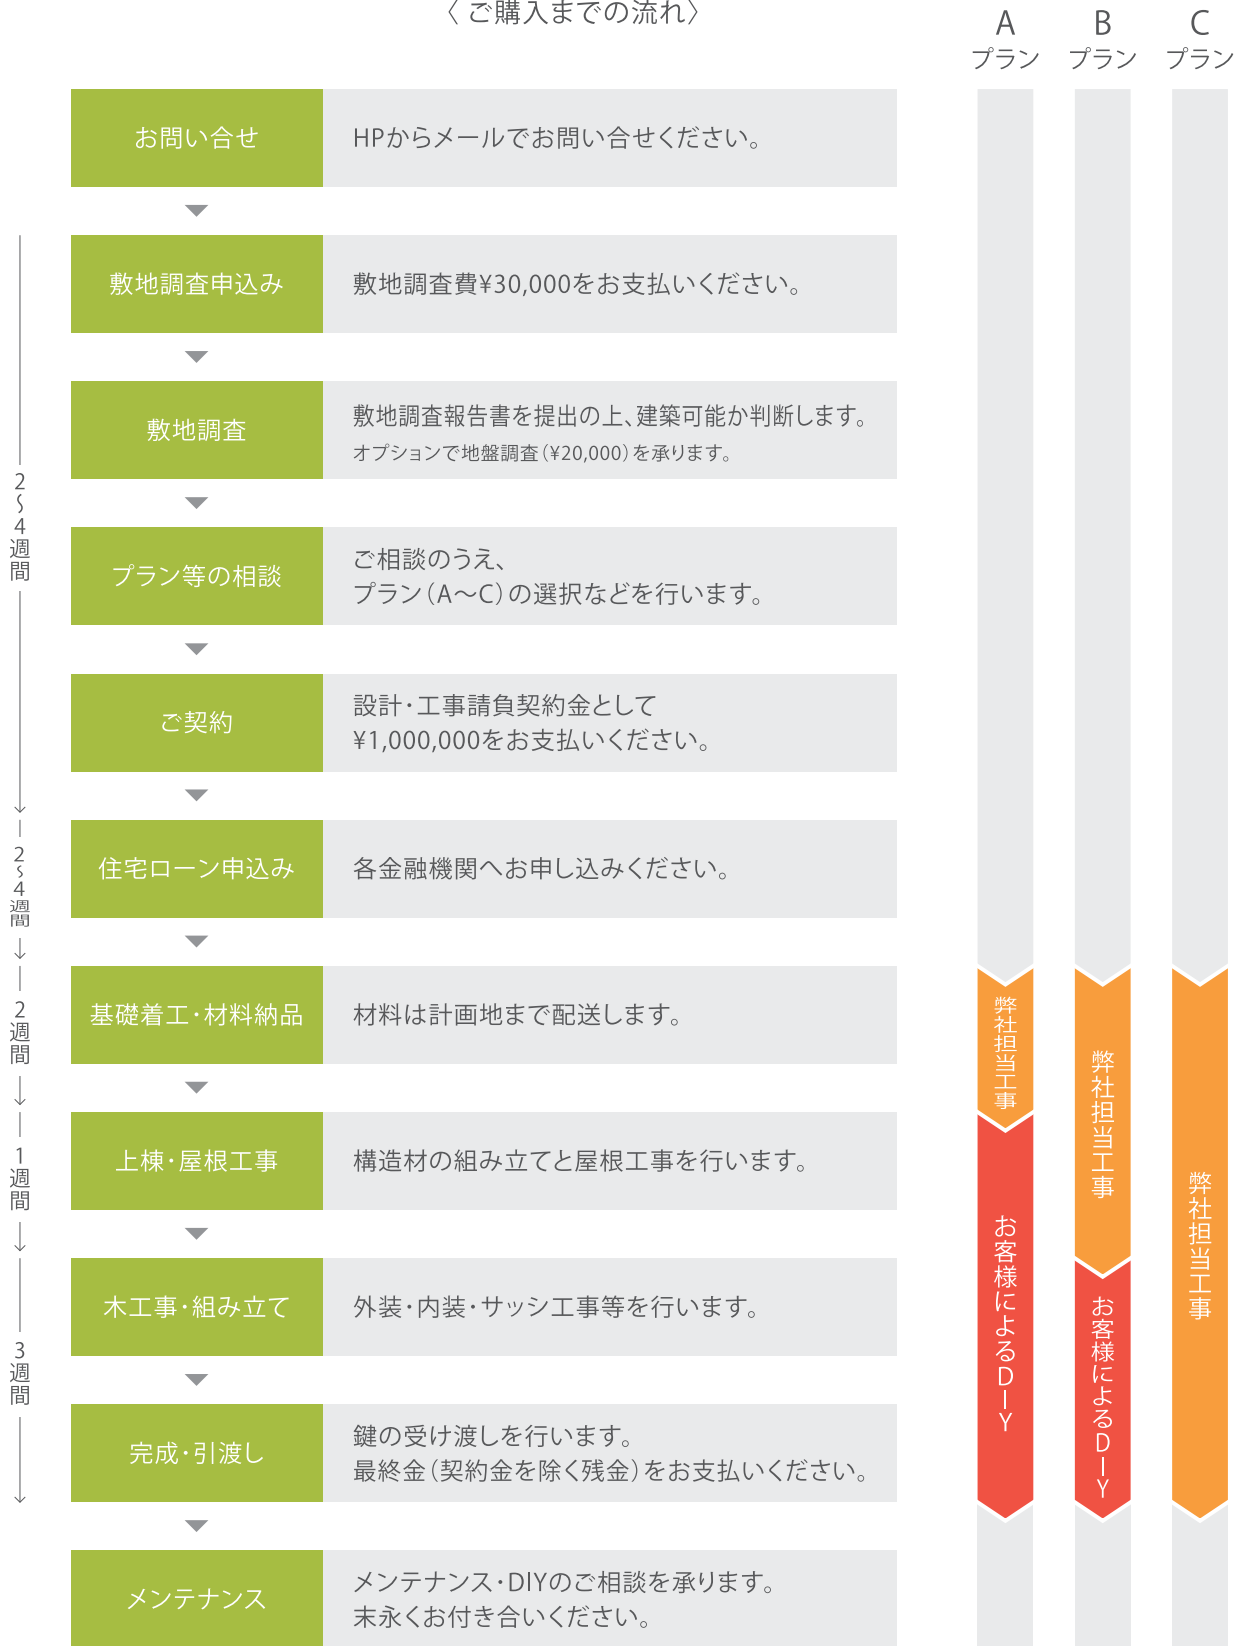 〈 ご購入までの流れ〉
A
プラン
B
プラン
C
プラン
お問い合せ
HPからメールでお問い合せください。
敷地調査申込み
敷地調査費¥30,000をお支払いください。
敷地調査
敷地調査報告書を提出の上、建築可能か判断します。
オプションで地盤調査（¥20,000）を承ります。
プラン等の相談
ご相談のうえ、
プラン（A〜C）の選択などを行います。
ご契約
設計・工事請負契約金として
¥1,000,000をお支払いください。
2〜4週間
住宅ローン申込み
各金融機関へお申し込みください。
2〜4週間
基礎着工・材料納品
材料は計画地まで配送します。
2週間
上棟・屋根工事
構造材の組み立てと屋根工事を行います。
1週間
木工事・組み立て
外装・内装・サッシ工事等を行います。
完成・引渡し
鍵の受け渡しを行います。
最終金（契約金を除く残金）をお支払いください。
3週間
メンテナンス
メンテナンス・DIYのご相談を承ります。
末永くお付き合いください。
弊社担当工事
お客様によるDIY
弊社担当工事
お客様によるDIY
弊社担当工事